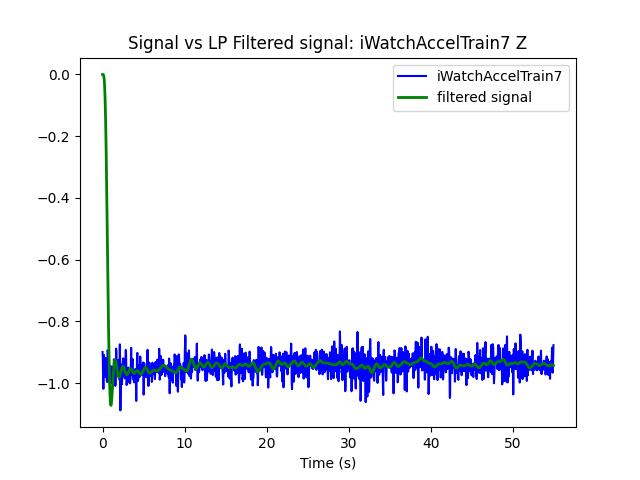 Signal vs LP Filtered signal: iWatchAccelTrain7 Z
iWatchAccelTrain7
filtered signal
0.0
−0.2
−0.4
−0.6
−0.8
−1.0
0 10 20 30 40 50
Time (s)